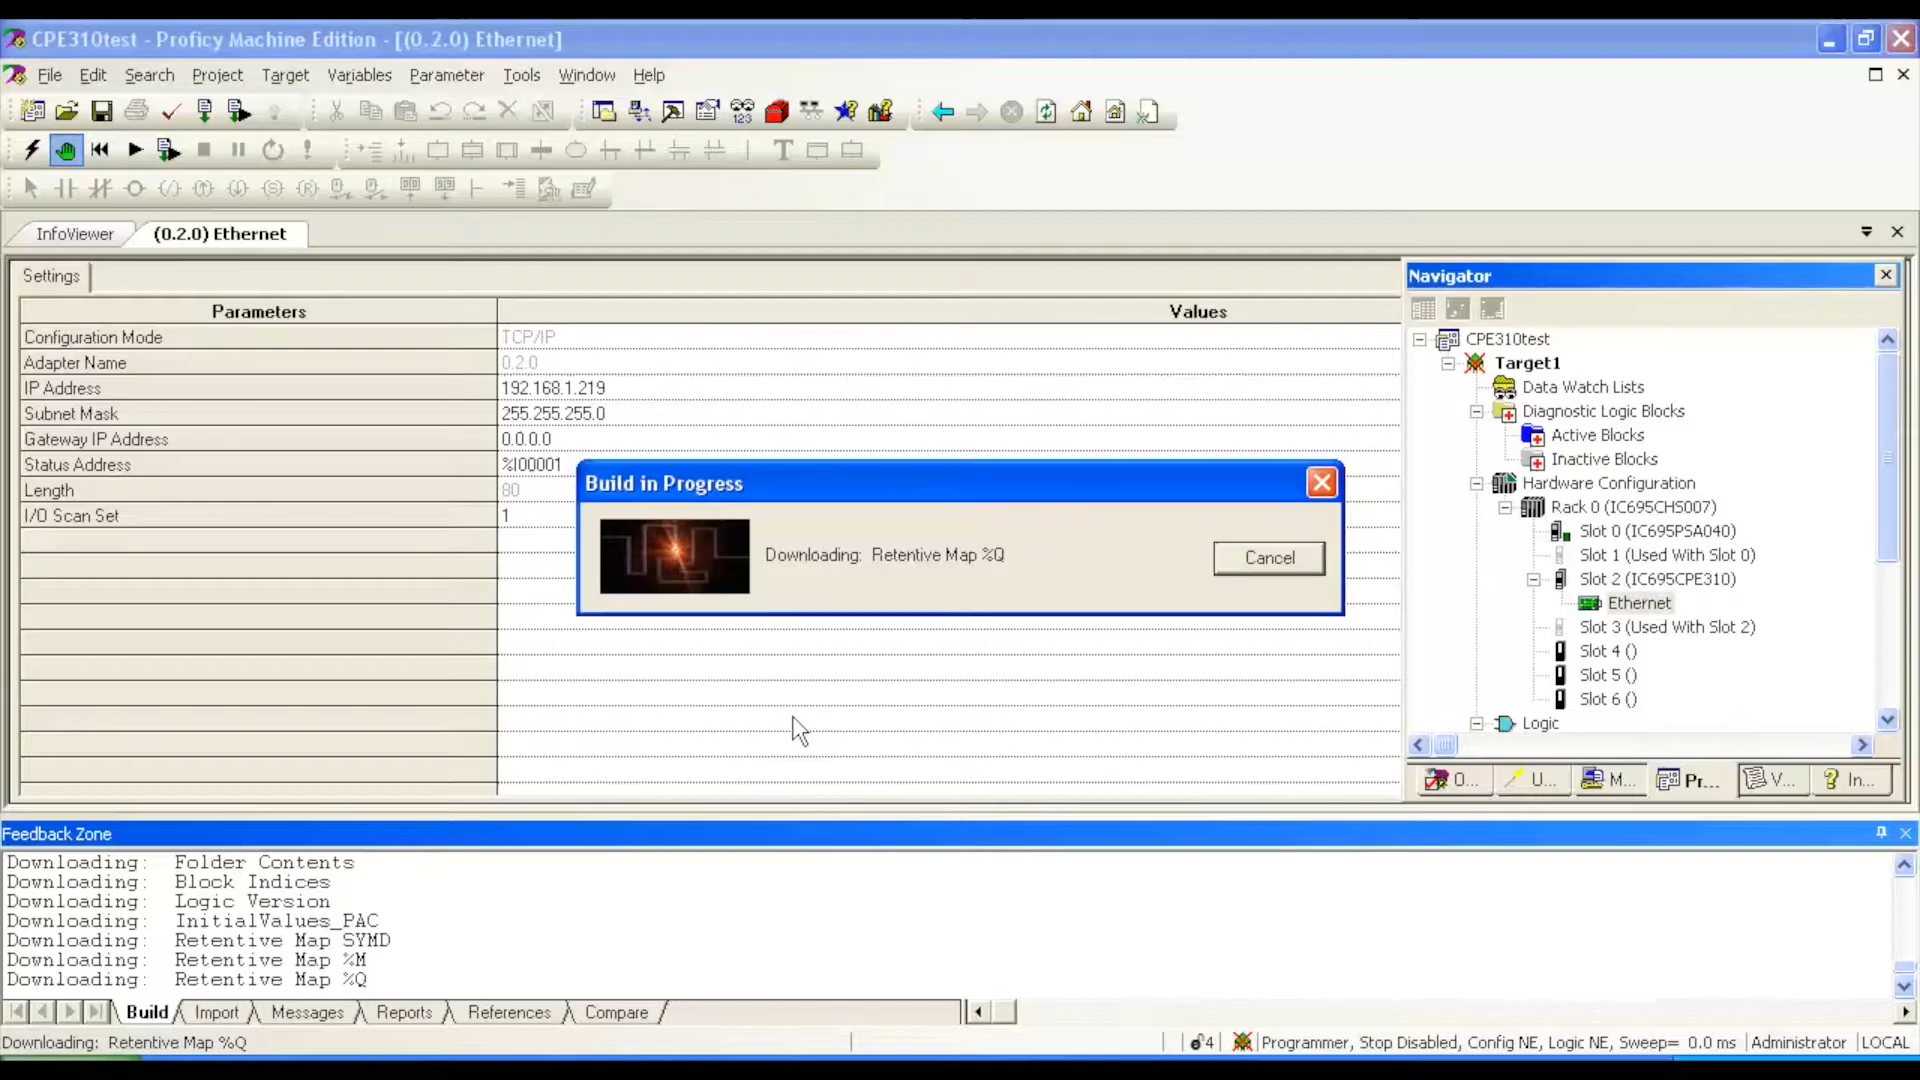 CPE310test - Proficy Machine Edition - [(0.2.0) Ethernet]
File Edit Search Project Target Variables Parameter Tools Window Help
InfoViewer (0.2.0) Ethernet
Settings
Parameters Values
Configuration Mode TCP/IP
Adapter Name 0.2.0
IP Address 192.168.1.219
Subnet Mask 255.255.255.0
Gateway IP Address 0.0.0.0
Status Address %I00001
Length 80
I/O Scan Set 1
Build in Progress
Downloading: Retentive Map %Q
Cancel
Navigator
CPE310test
Target1
Data Watch Lists
Diagnostic Logic Blocks
Active Blocks
Inactive Blocks
Hardware Configuration
Rack 0 (IC695CHS007)
Slot 0 (IC695PSA040)
Slot 1 (Used With Slot 0)
Slot 2 (IC695CPE310)
Ethernet
Slot 3 (Used With Slot 2)
Slot 4 ()
Slot 5 ()
Slot 6 ()
Logic
O... U... M... Pr... V... In...
Feedback Zone
Downloading: Folder Contents
Downloading: Block Indices
Downloading: Logic Version
Downloading: InitialValues_PAC
Downloading: Retentive Map SYMD
Downloading: Retentive Map %M
Downloading: Retentive Map %Q
Build Import Messages Reports References Compare
Downloading: Retentive Map %Q
4 Programmer, Stop Disabled, Config NE, Logic NE, Sweep= 0.0 ms Administrator LOCAL